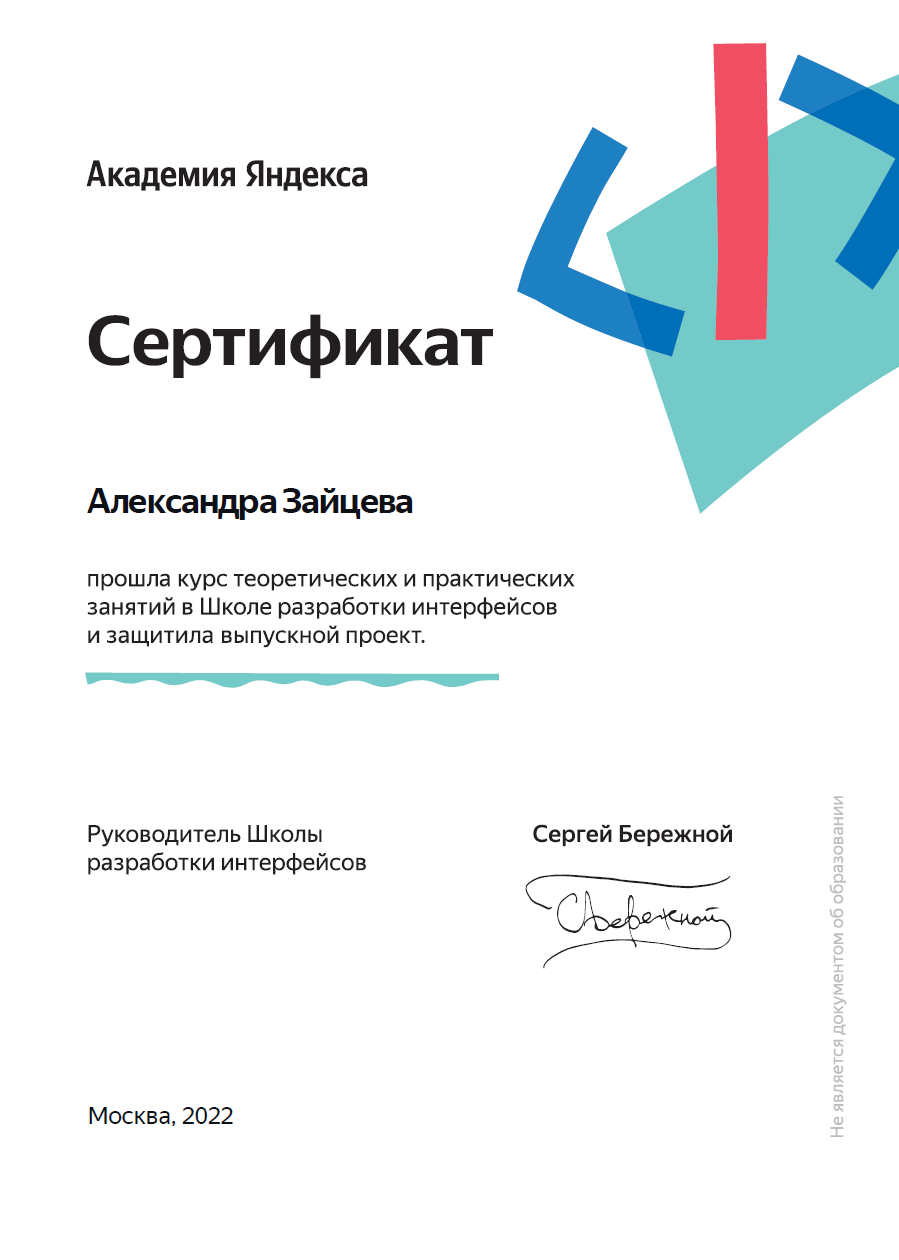 Академия Яндекса
Сертификат
Александра Зайцева
прошла курс теоретических и практических
занятий в Школе разработки интерфейсов
и защитила выпускной проект.
Руководитель Школы
разработки интерфейсов
Сергей Бережной
СБережной
Москва, 2022
Не является документом об образовании